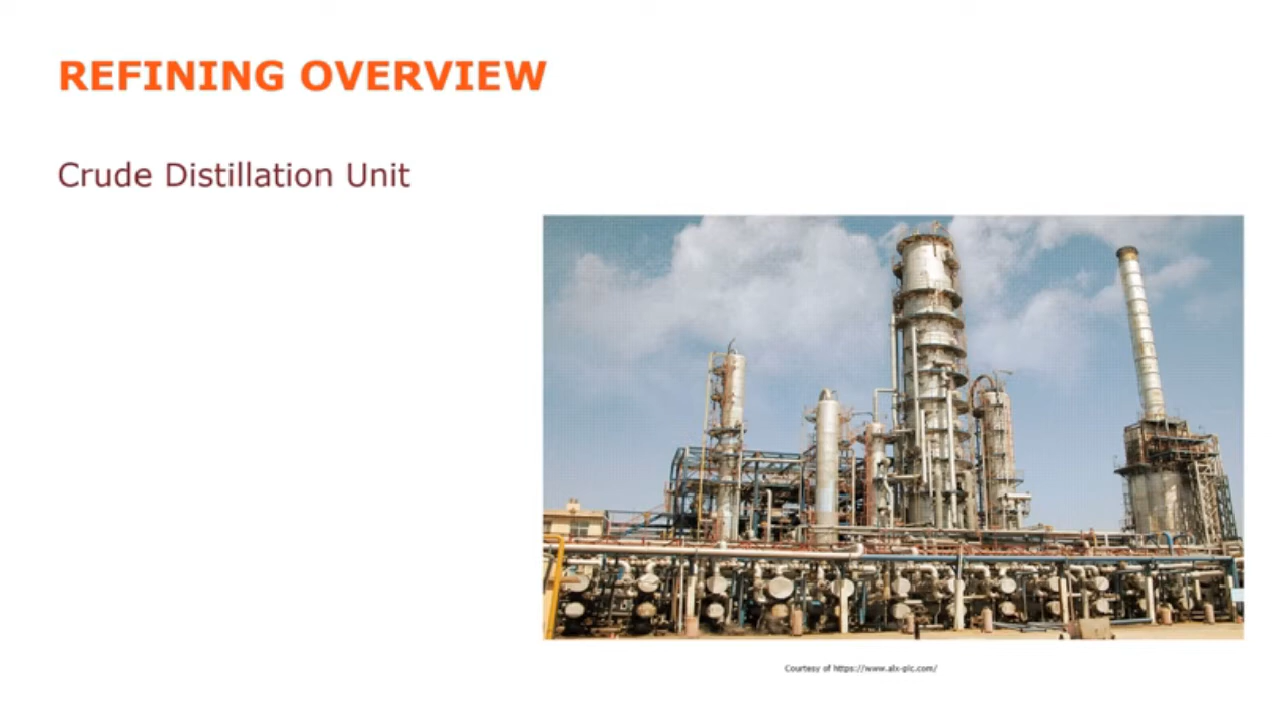 REFINING OVERVIEW
Crude Distillation Unit
Courtesy of https://www.alx-plc.com/